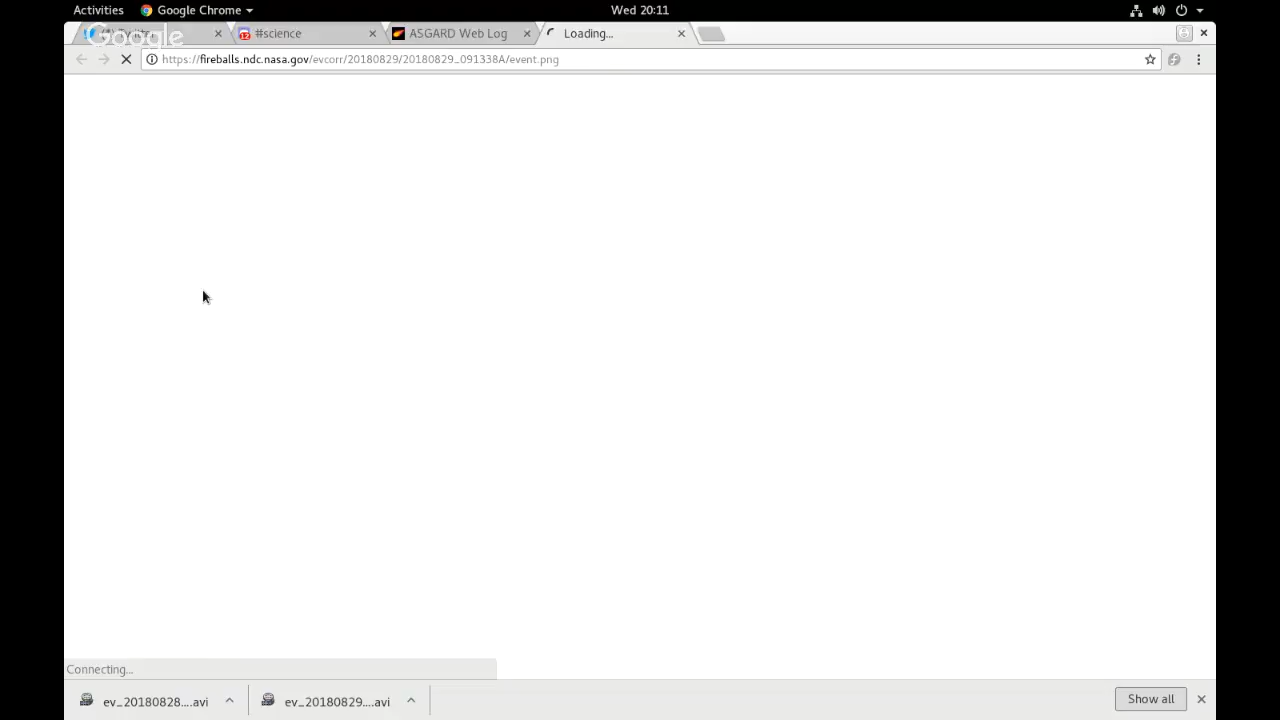 Activities Google Chrome Wed 20:11
Google
#science ASGARD Web Log Loading...
https://fireballs.ndc.nasa.gov/evcorr/20180829/20180829_091338A/event.png
Connecting...
ev_20180828....avi ev_20180829....avi Show all